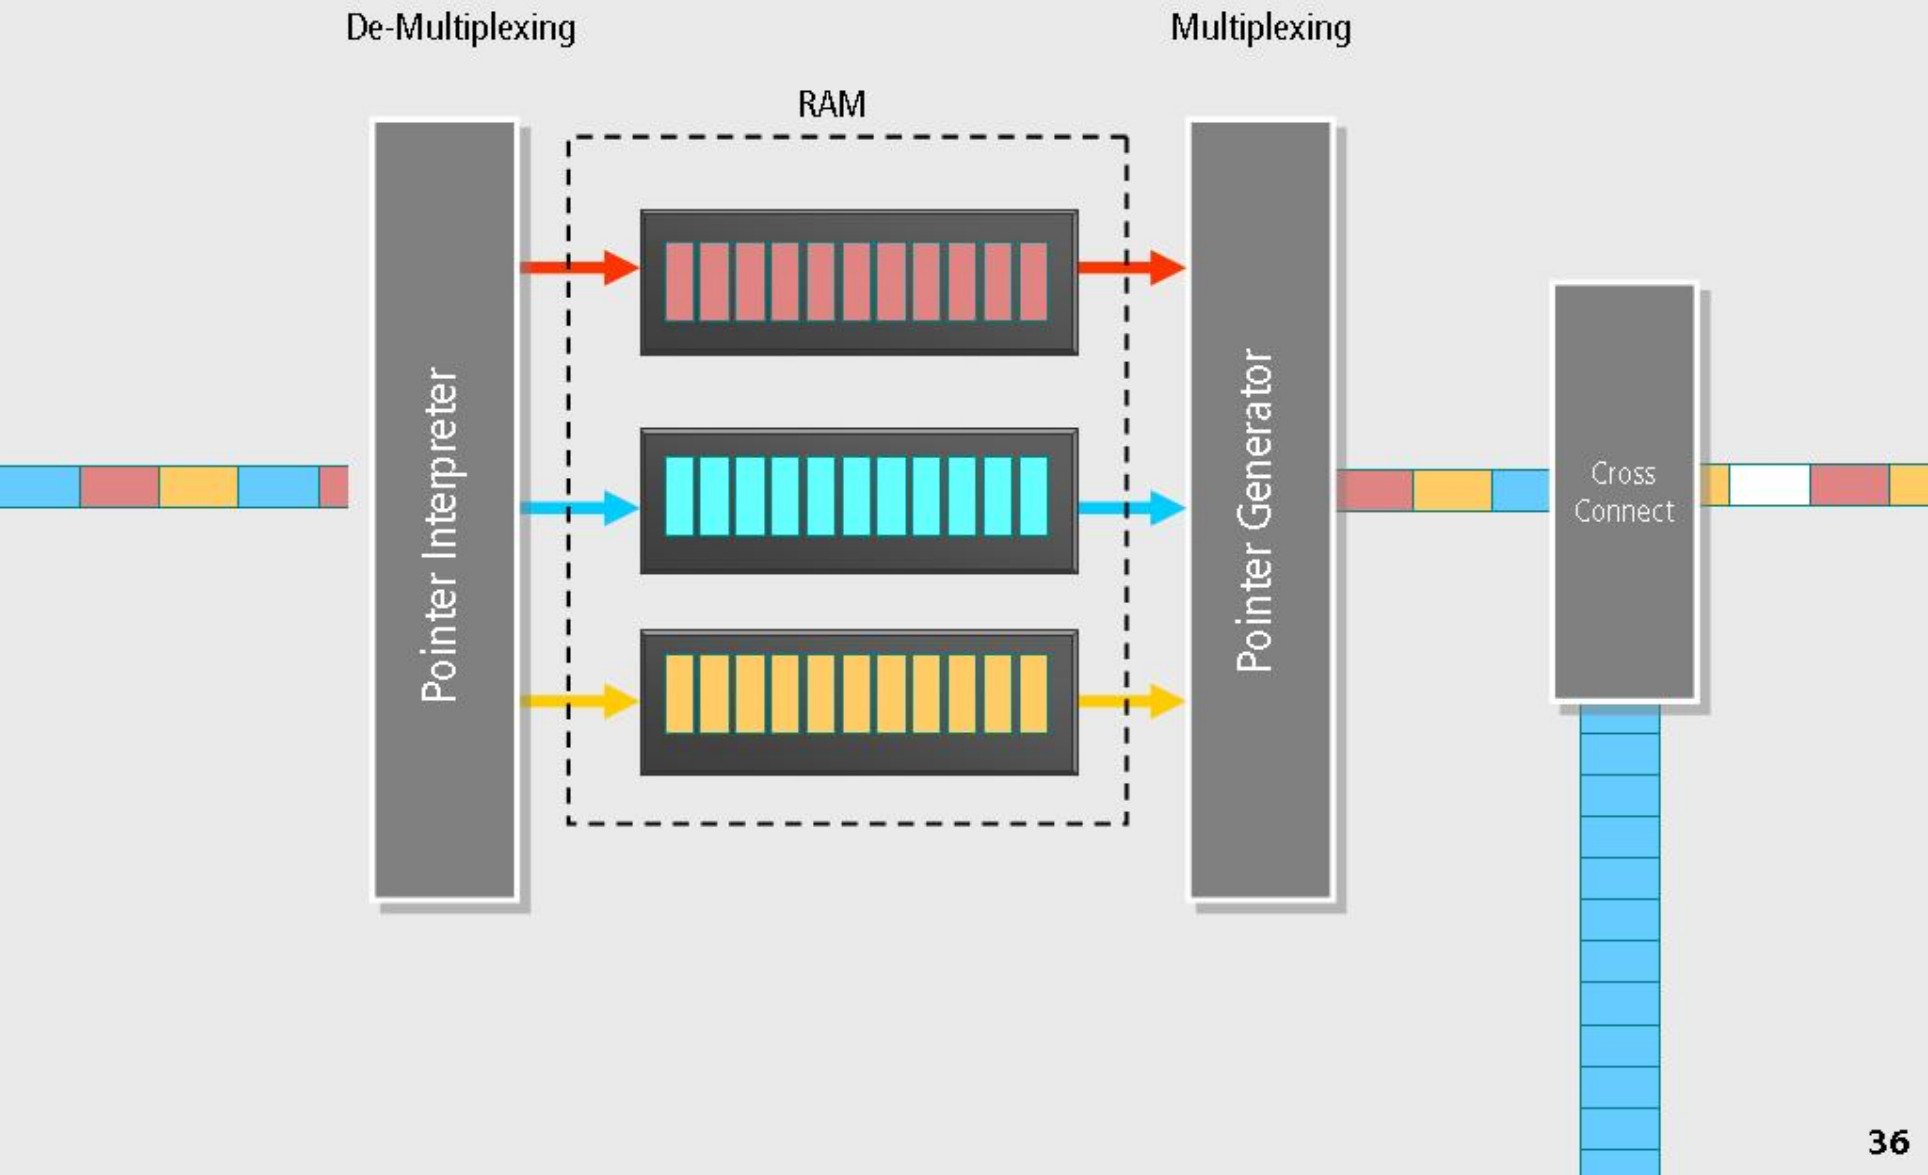 De-Multiplexing
Multiplexing
RAM
Pointer Interpreter
Pointer Generator
Cross
Connect
36